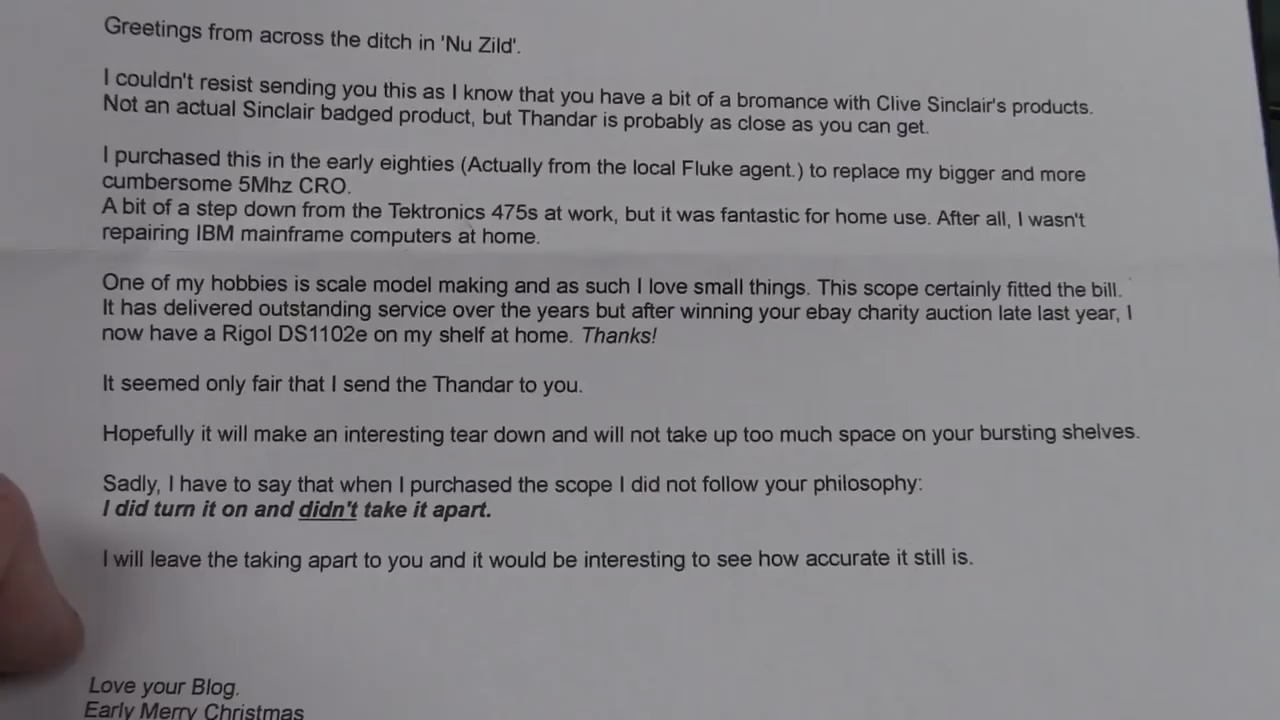 Greetings from across the ditch in 'Nu Zild'.
I couldn't resist sending you this as I know that you have a bit of a bromance with Clive Sinclair's products.
Not an actual Sinclair badged product, but Thandar is probably as close as you can get.
I purchased this in the early eighties (Actually from the local Fluke agent.) to replace my bigger and more
cumbersome 5Mhz CRO.
A bit of a step down from the Tektronics 475s at work, but it was fantastic for home use. After all, I wasn't
repairing IBM mainframe computers at home.
One of my hobbies is scale model making and as such I love small things. This scope certainly fitted the bill.
It has delivered outstanding service over the years but after winning your ebay charity auction late last year, I
now have a Rigol DS1102e on my shelf at home. Thanks!
It seemed only fair that I send the Thandar to you.
Hopefully it will make an interesting tear down and will not take up too much space on your bursting shelves.
Sadly, I have to say that when I purchased the scope I did not follow your philosophy:
I did turn it on and didn't take it apart.
I will leave the taking apart to you and it would be interesting to see how accurate it still is.
Love your Blog.
Early Merry Christmas